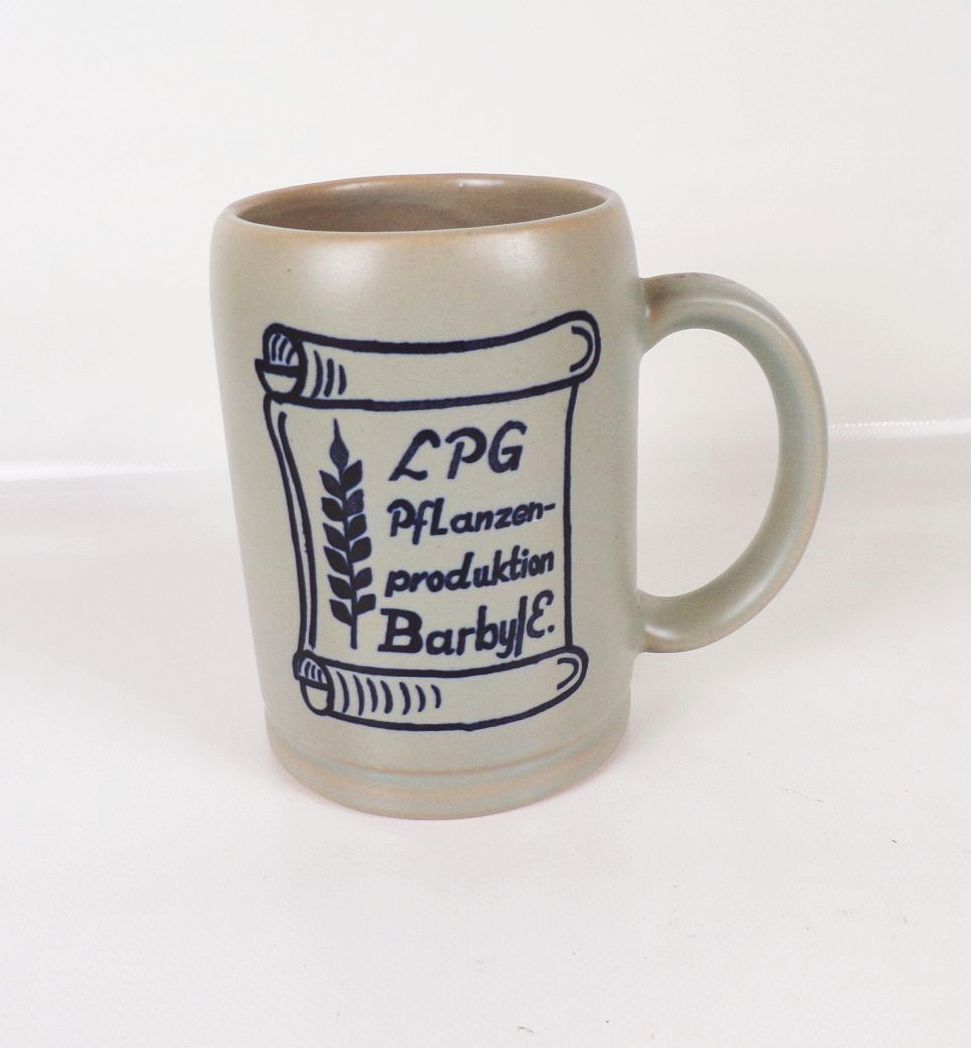 LPG
Pflanzen-
produktion
Barby/E.